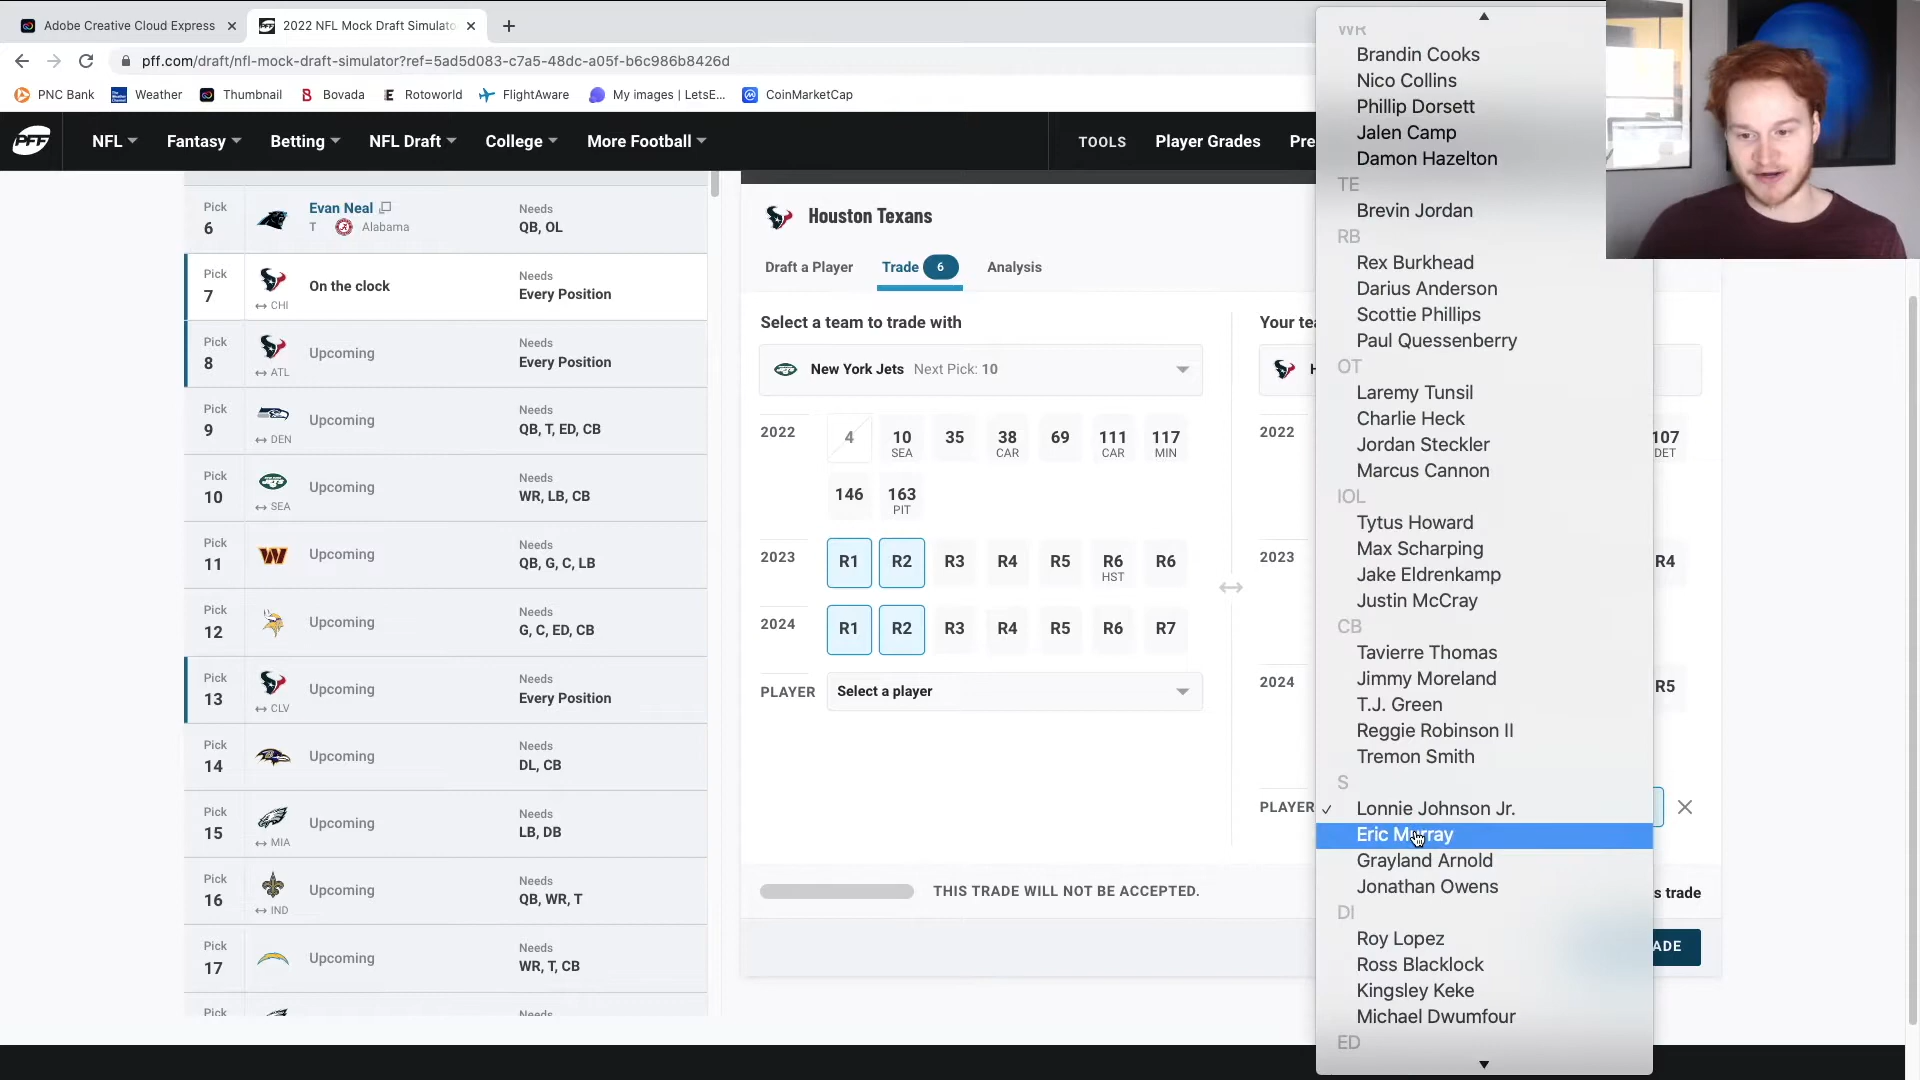 Adobe Creative Cloud Express
2022 NFL Mock Draft Simulato
pff.com/draft/nfl-mock-draft-simulator?ref=5ad5d083-c7a5-48dc-a05f-b6c986b8426d
PNC Bank
Weather
Thumbnail
Bovada
Rotoworld
FlightAware
My images | LetsE...
CoinMarketCap
PFF
NFL
Fantasy
Betting
NFL Draft
College
More Football
TOOLS
Player Grades
Pre
Pick
6
Evan Neal
T
Alabama
Needs
QB, OL
Pick
7
↔ CHI
On the clock
Needs
Every Position
Pick
8
↔ ATL
Upcoming
Needs
Every Position
Pick
9
↔ DEN
Upcoming
Needs
QB, T, ED, CB
Pick
10
↔ SEA
Upcoming
Needs
WR, LB, CB
Pick
11
Upcoming
Needs
QB, G, C, LB
Pick
12
Upcoming
Needs
G, C, ED, CB
Pick
13
↔ CLV
Upcoming
Needs
Every Position
Pick
14
Upcoming
Needs
DL, CB
Pick
15
↔ MIA
Upcoming
Needs
LB, DB
Pick
16
↔ IND
Upcoming
Needs
QB, WR, T
Pick
17
Upcoming
Needs
WR, T, CB
Pick
Needs
Houston Texans
Draft a Player
Trade 6
Analysis
Select a team to trade with
New York Jets Next Pick: 10
2022
4
10
SEA
35
38
CAR
69
111
CAR
117
MIN
146
163
PIT
2023
R1
R2
R3
R4
R5
R6
HST
R6
2024
R1
R2
R3
R4
R5
R6
R7
PLAYER
Select a player
THIS TRADE WILL NOT BE ACCEPTED.
Your te
H
2022
107
DET
2023
R4
2024
R5
PLAYER
s trade
ADE
WR
Brandin Cooks
Nico Collins
Phillip Dorsett
Jalen Camp
Damon Hazelton
TE
Brevin Jordan
RB
Rex Burkhead
Darius Anderson
Scottie Phillips
Paul Quessenberry
OT
Laremy Tunsil
Charlie Heck
Jordan Steckler
Marcus Cannon
IOL
Tytus Howard
Max Scharping
Jake Eldrenkamp
Justin McCray
CB
Tavierre Thomas
Jimmy Moreland
T.J. Green
Reggie Robinson II
Tremon Smith
S
✓ Lonnie Johnson Jr.
Eric Murray
Grayland Arnold
Jonathan Owens
DI
Roy Lopez
Ross Blacklock
Kingsley Keke
Michael Dwumfour
ED